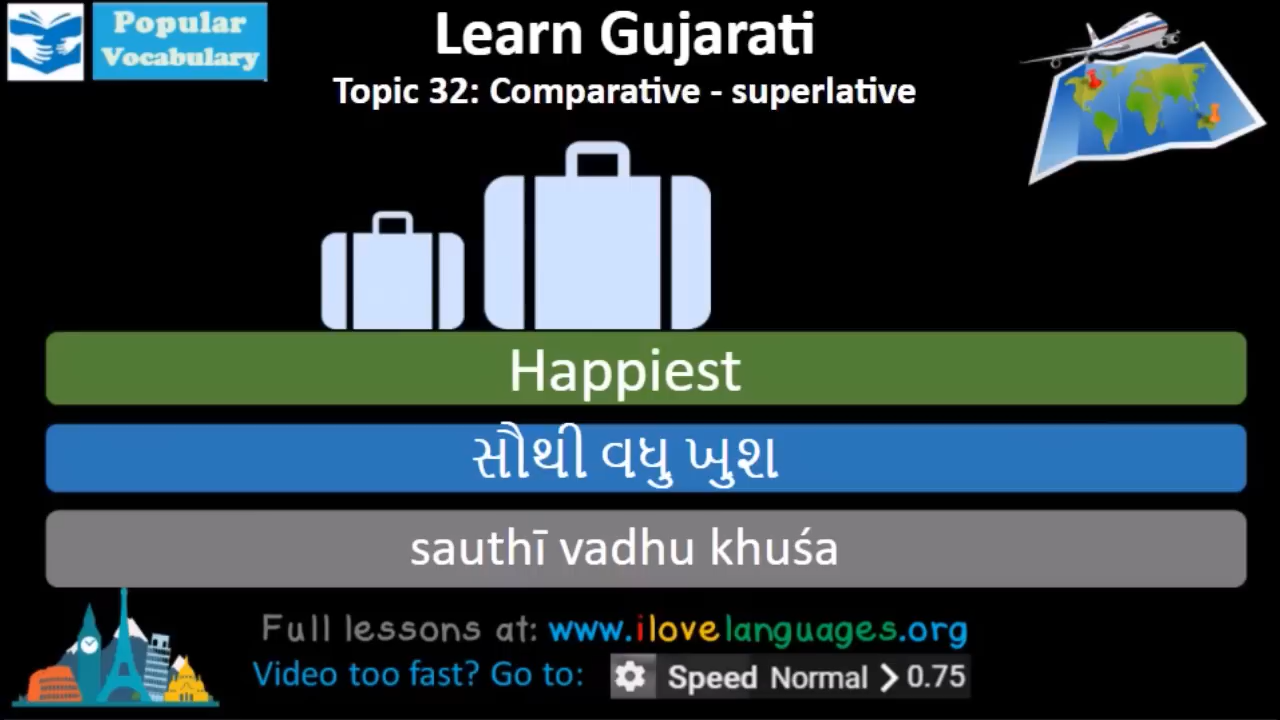 Popular
Vocabulary
Learn Gujarati
Topic 32: Comparative - superlative
Happiest
સૌથી વધુ ખુશ
sauthī vadhu khuśa
Full lessons at: www.ilovelanguages.org
Video too fast? Go to: Speed Normal > 0.75